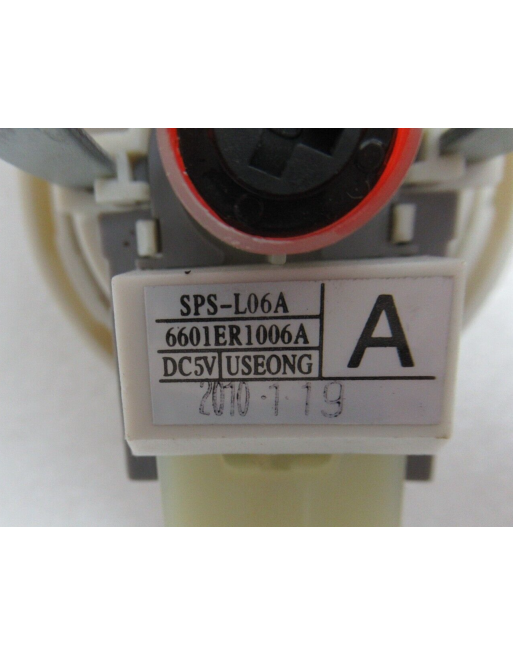 SPS-L06A
A
6601ER1006A
DC5V USEONG
2010.1.19